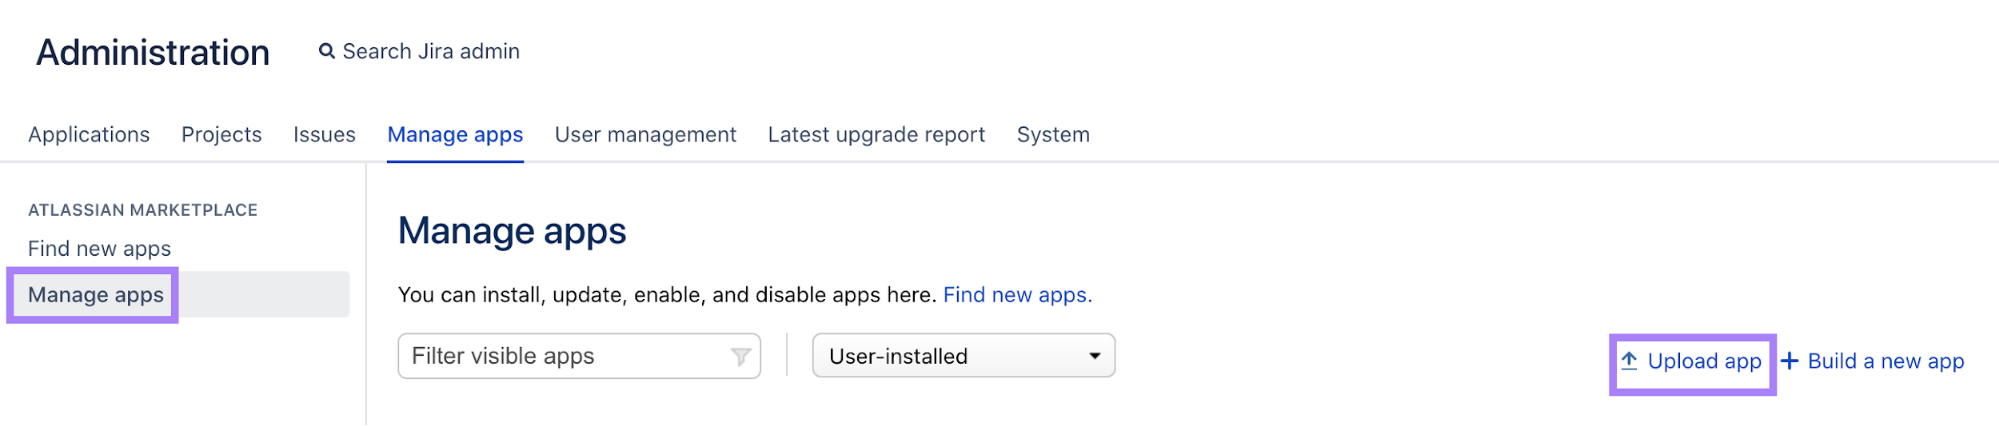 Administration Search Jira admin
Applications Projects Issues Manage apps User management Latest upgrade report System
ATLASSIAN MARKETPLACE
Find new apps
Manage apps
Manage apps
You can install, update, enable, and disable apps here. Find new apps.
Filter visible apps User-installed Upload app Build a new app